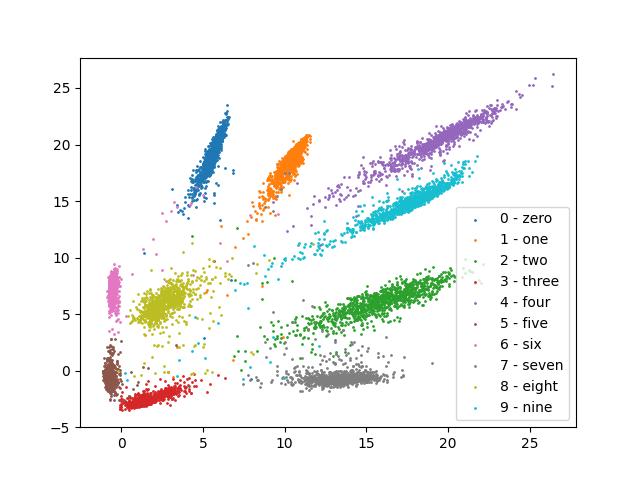 25
20
15
10
5
0
−5
0 5 10 15 20 25
0 - zero
1 - one
2 - two
3 - three
4 - four
5 - five
6 - six
7 - seven
8 - eight
9 - nine